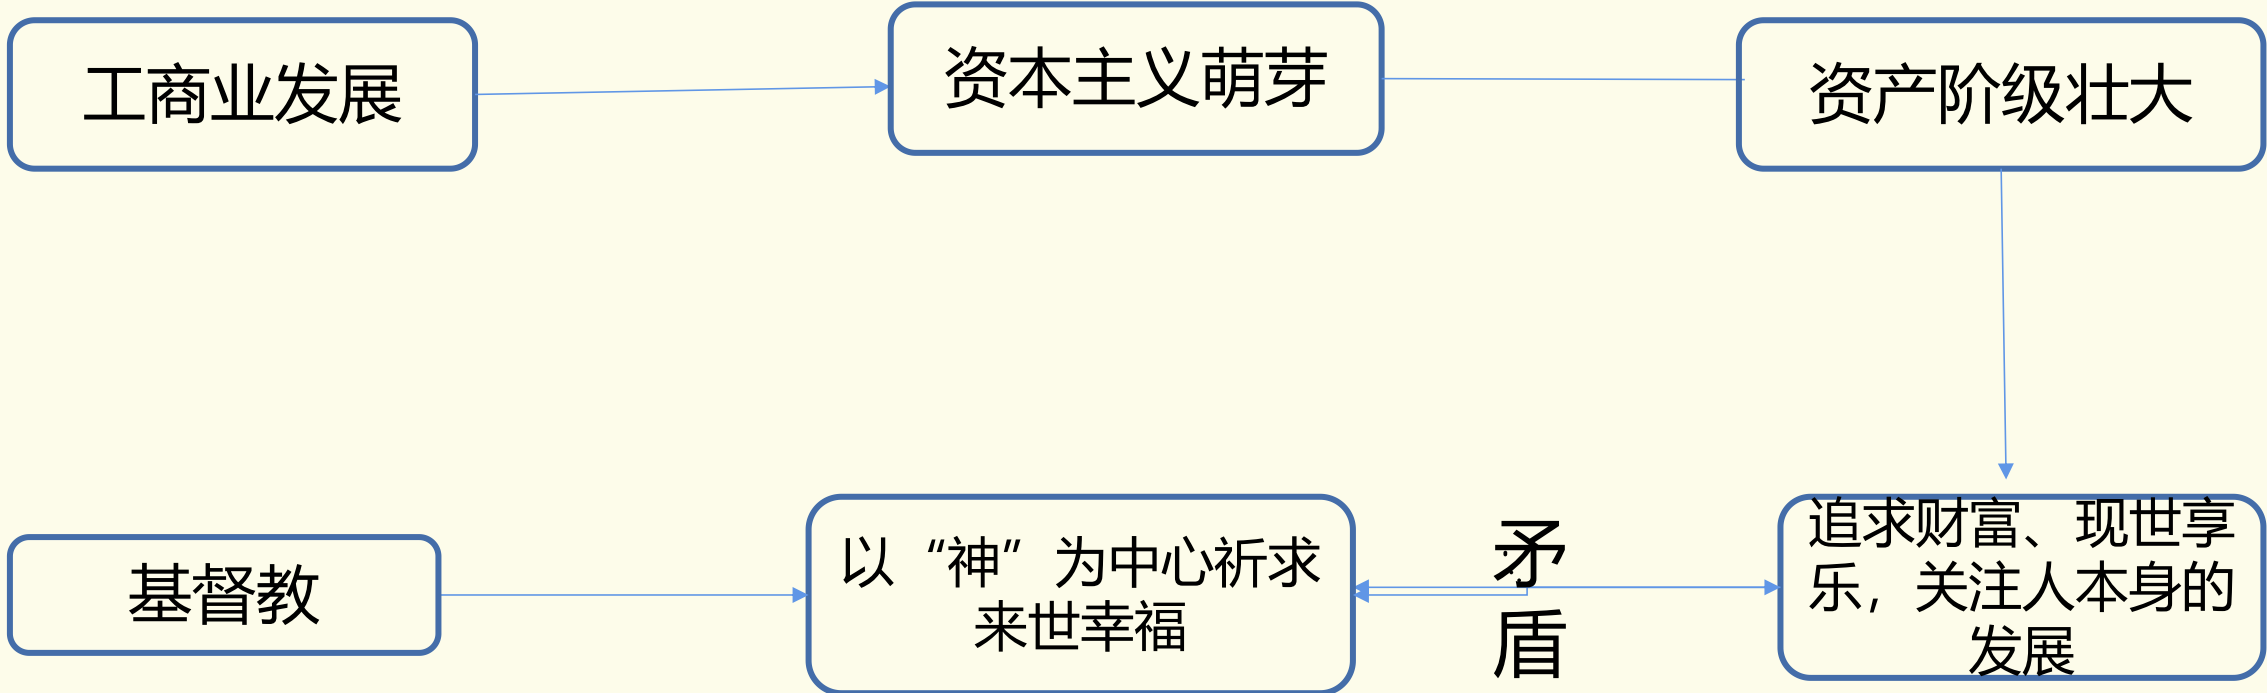 工商业发展
资本主义萌芽
资产阶级壮大
基督教
以“神”为中心祈求
来世幸福
矛
盾
追求财富、现世享
乐，关注人本身的
发展